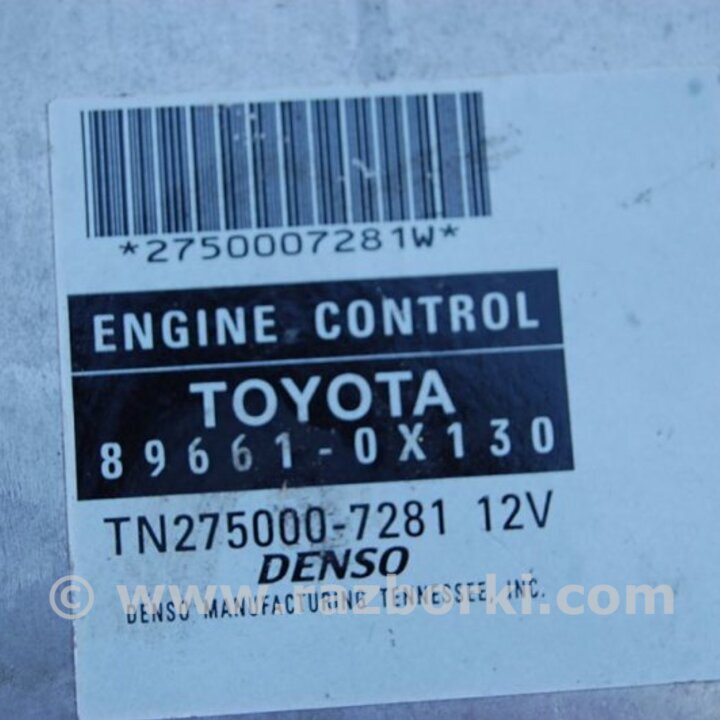 *2750007281W*
ENGINE CONTROL
TOYOTA
89661-0X130
TN275000-7281 12V
DENSO
© www.razborki.com
DENSO MANUFACTURING TENNESSEE, INC.